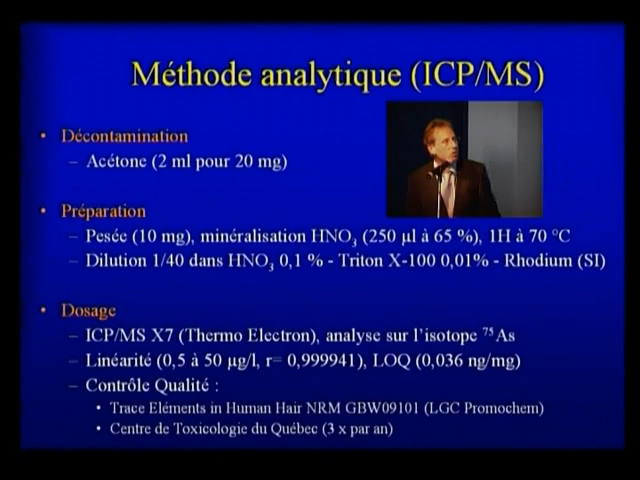 Méthode analytique (ICP/MS)
• Décontamination
– Acétone (2 ml pour 20 mg)
• Préparation
– Pesée (10 mg), minéralisation HNO₃ (250 µl à 65 %), 1H à 70 °C
– Dilution 1/40 dans HNO₃ 0,1 % - Triton X-100 0,01% - Rhodium (SI)
• Dosage
– ICP/MS X7 (Thermo Electron), analyse sur l'isotope ⁷⁵As
– Linéarité (0,5 à 50 µg/l, r= 0,999941), LOQ (0,036 ng/mg)
– Contrôle Qualité :
• Trace Eléments in Human Hair NRM GBW09101 (LGC Promochem)
• Centre de Toxicologie du Québec (3 x par an)